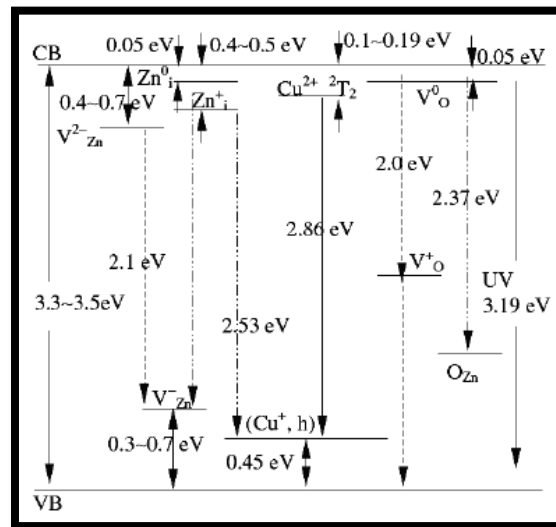 0.05 eV
0.4~0.5 eV
0.1~0.19 eV
CB
0.05 eV
Zn⁰ᵢ
Cu²⁺ ²T₂
V⁰O
0.4~0.7 eV
Zn⁺ᵢ
V²⁻Zn
2.0 eV
2.37 eV
2.86 eV
2.1 eV
V⁺O
UV
3.3~3.5eV
3.19 eV
2.53 eV
OZn
V⁻Zn
(Cu⁺, h)
0.3~0.7 eV
0.45 eV
VB